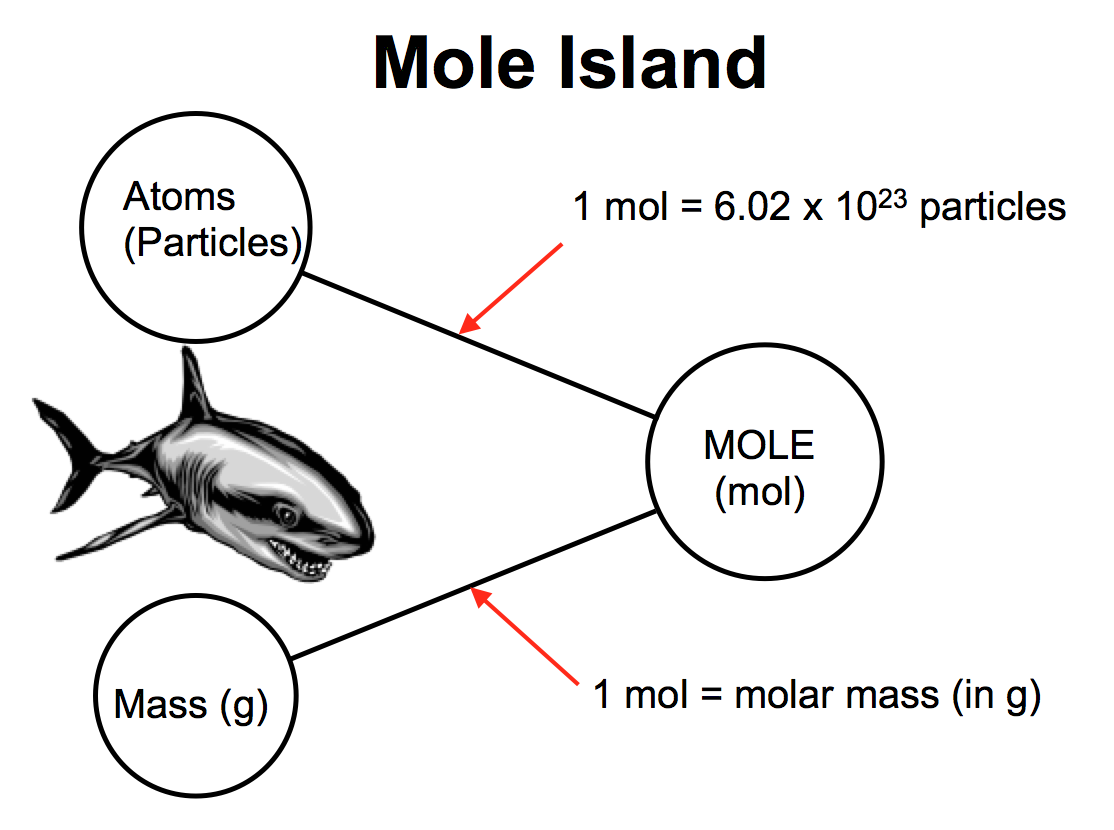 Mole Island
Atoms
(Particles)
1 mol = 6.02 x 10²³ particles
MOLE
(mol)
Mass (g)
1 mol = molar mass (in g)